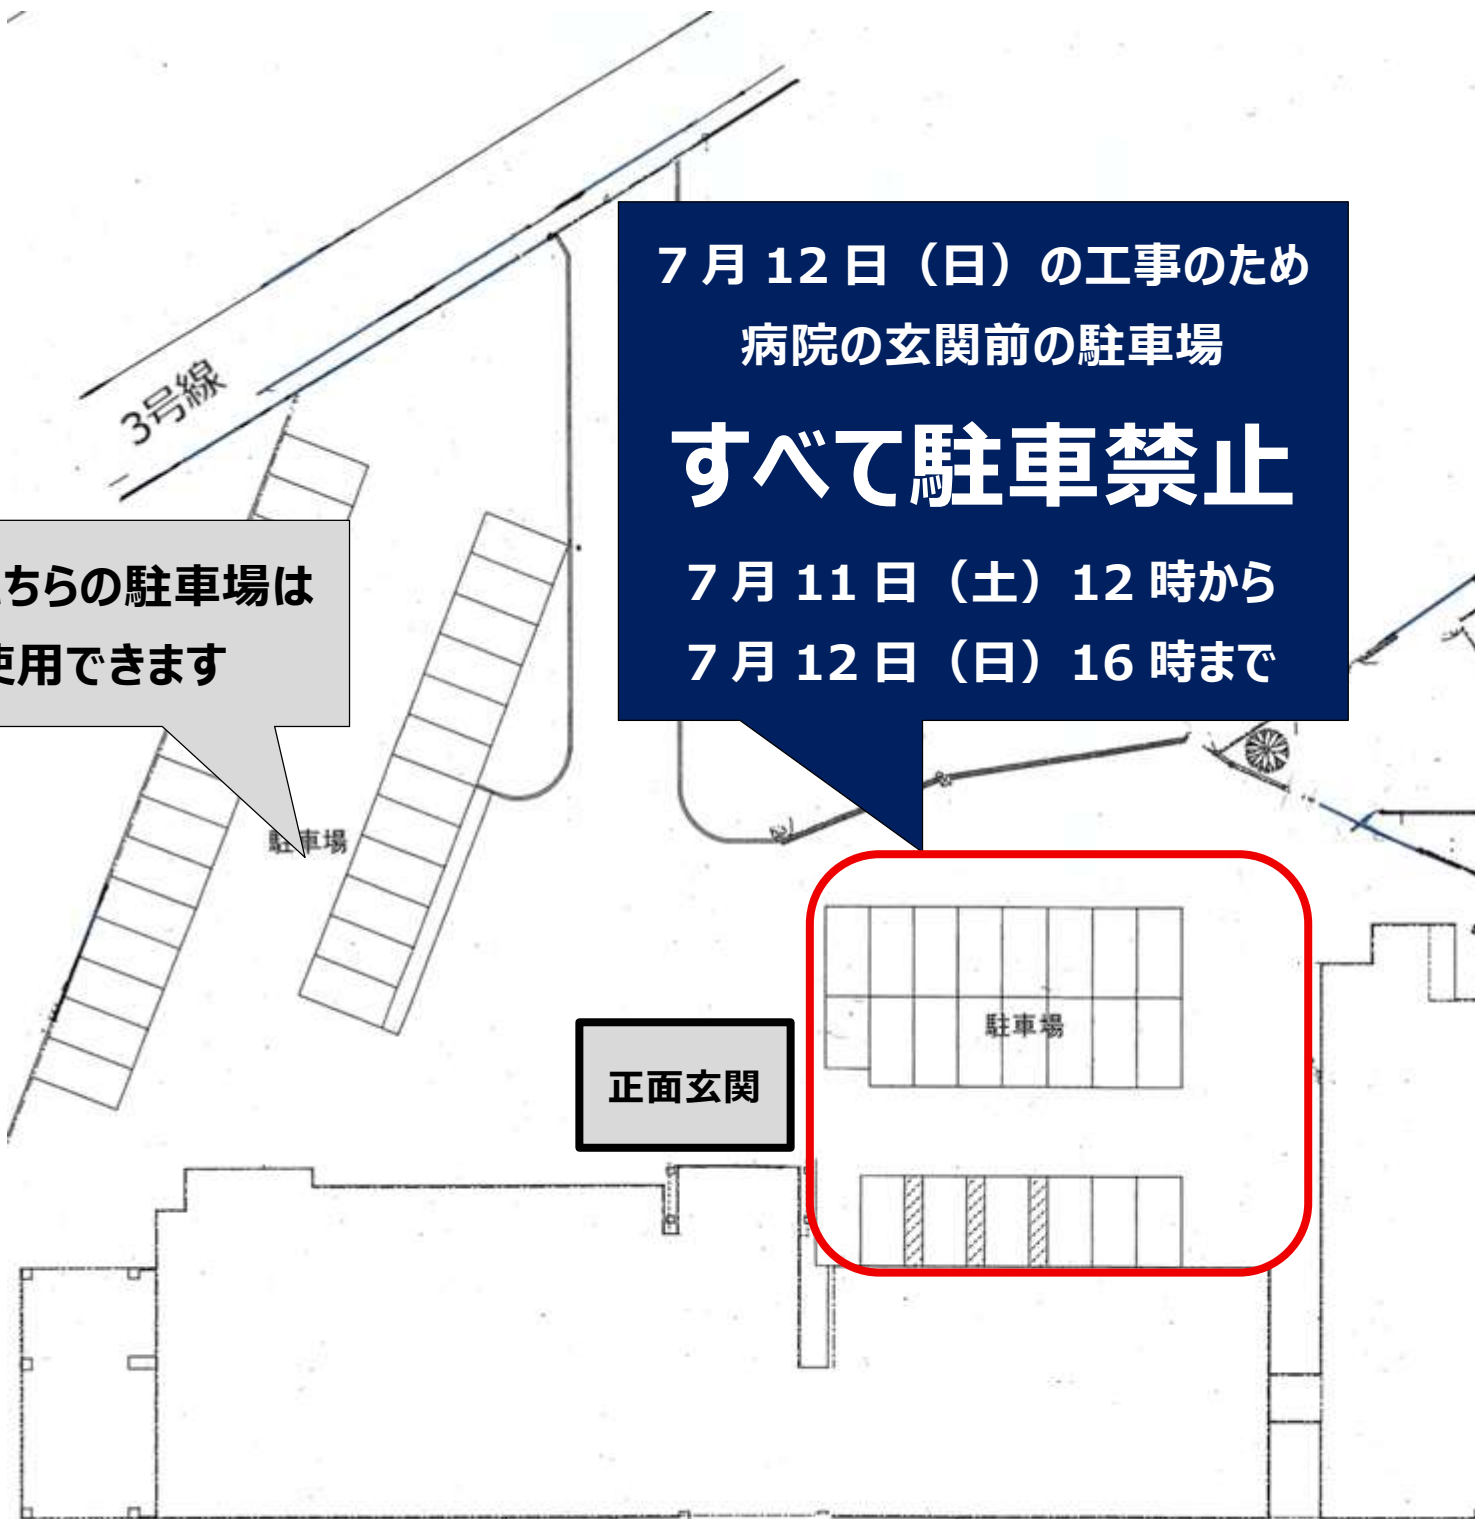 7月12日（日）の工事のため
病院の玄関前の駐車場
すべて駐車禁止
7月11日（土）12時から
7月12日（日）16時まで
3号線
ちらの駐車場は
使用できます
駐車場
駐車場
正面玄関